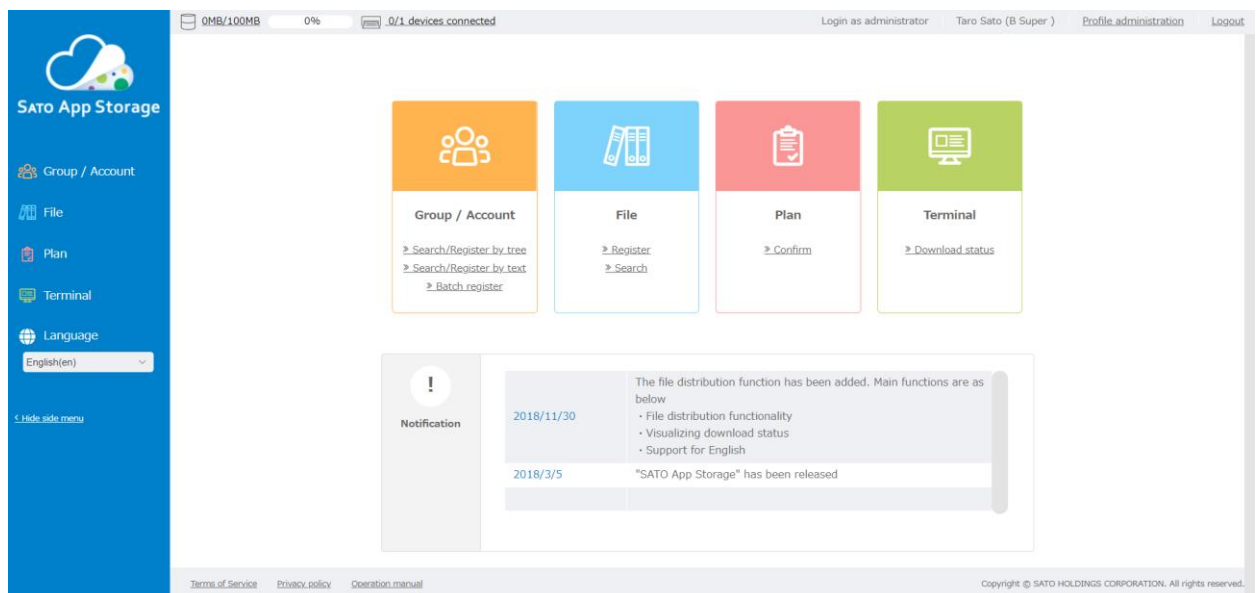 0MB/100MB 0% 0/1 devices connected Login as administrator Taro Sato (B Super ) Profile administration Logout
SATO App Storage
Group / Account
File
Plan
Terminal
Language
English(en)
< Hide side menu
Group / Account
» Search/Register by tree
» Search/Register by text
» Batch register
File
» Register
» Search
Plan
» Confirm
Terminal
» Download status
!
Notification
2018/11/30
The file distribution function has been added. Main functions are as
below
・File distribution functionality
・Visualizing download status
・Support for English
2018/3/5 "SATO App Storage" has been released
Terms of Service Privacy policy Operation manual Copyright © SATO HOLDINGS CORPORATION. All rights reserved.